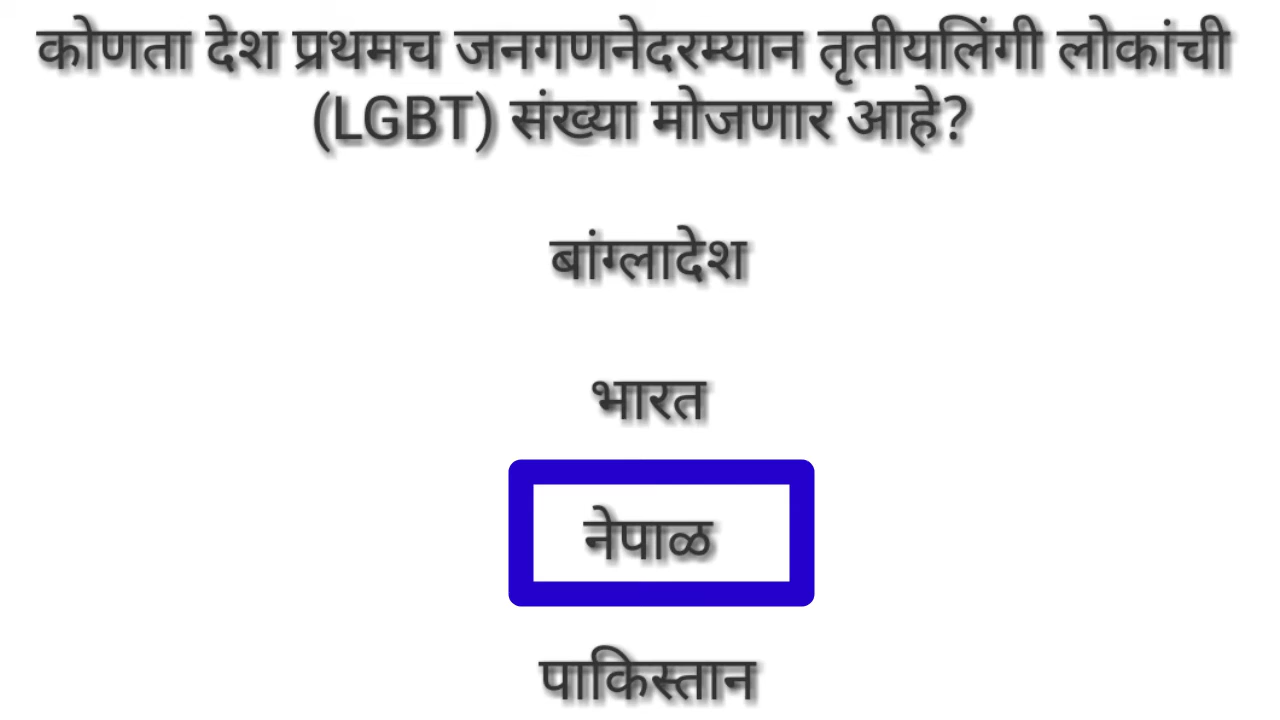 कोणता देश प्रथमच जनगणनेदरम्यान तृतीयलिंगी लोकांची
(LGBT) संख्या मोजणार आहे?
बांग्लादेश
भारत
नेपाळ
पाकिस्तान